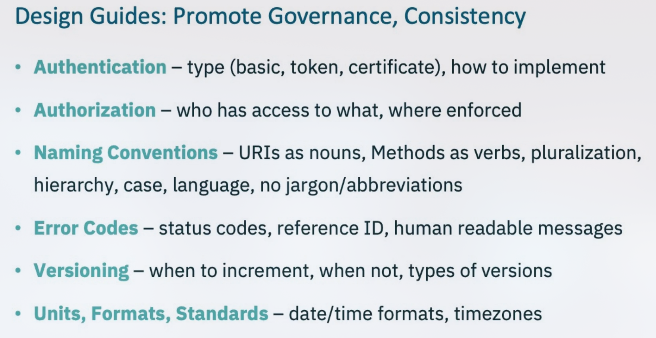 Design Guides: Promote Governance, Consistency
• Authentication – type (basic, token, certificate), how to implement
• Authorization – who has access to what, where enforced
• Naming Conventions – URIs as nouns, Methods as verbs, pluralization,
hierarchy, case, language, no jargon/abbreviations
• Error Codes – status codes, reference ID, human readable messages
• Versioning – when to increment, when not, types of versions
• Units, Formats, Standards – date/time formats, timezones